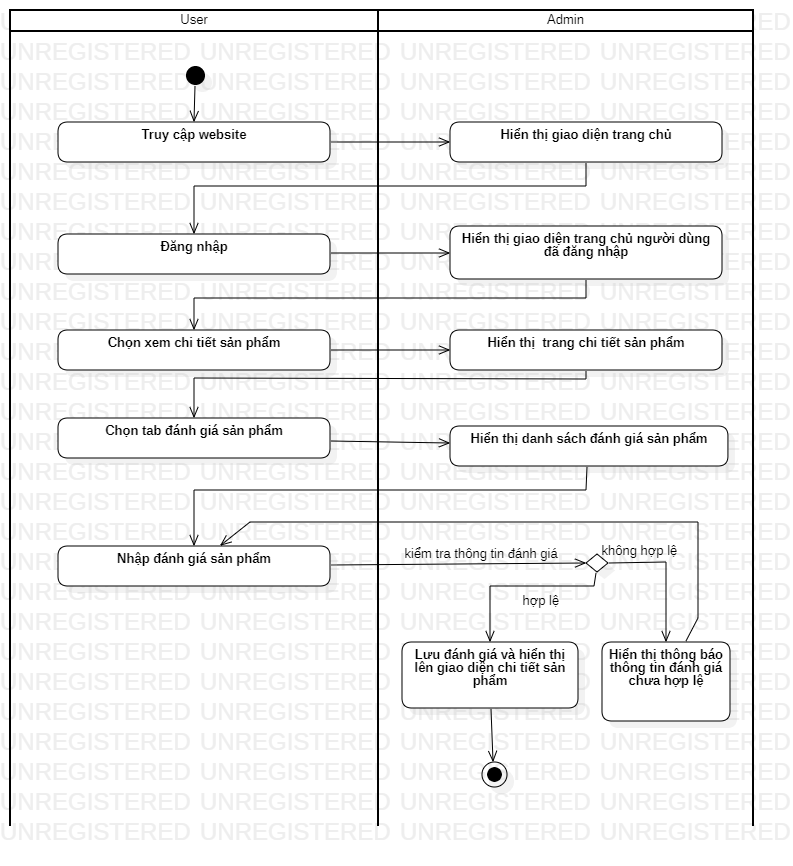 User
Admin
Truy cập website
Hiển thị giao diện trang chủ
Đăng nhập
Hiển thị giao diện trang chủ người dùng
đã đăng nhập
Chọn xem chi tiết sản phẩm
Hiển thị  trang chi tiết sản phẩm
Chọn tab đánh giá sản phẩm
Hiển thị danh sách đánh giá sản phẩm
Nhập đánh giá sản phẩm
kiểm tra thông tin đánh giá
không hợp lệ
hợp lệ
Lưu đánh giá và hiển thị
lên giao diện chi tiết sản
phẩm
Hiển thị thông báo
thông tin đánh giá
chưa hợp lệ
UNREGISTERED